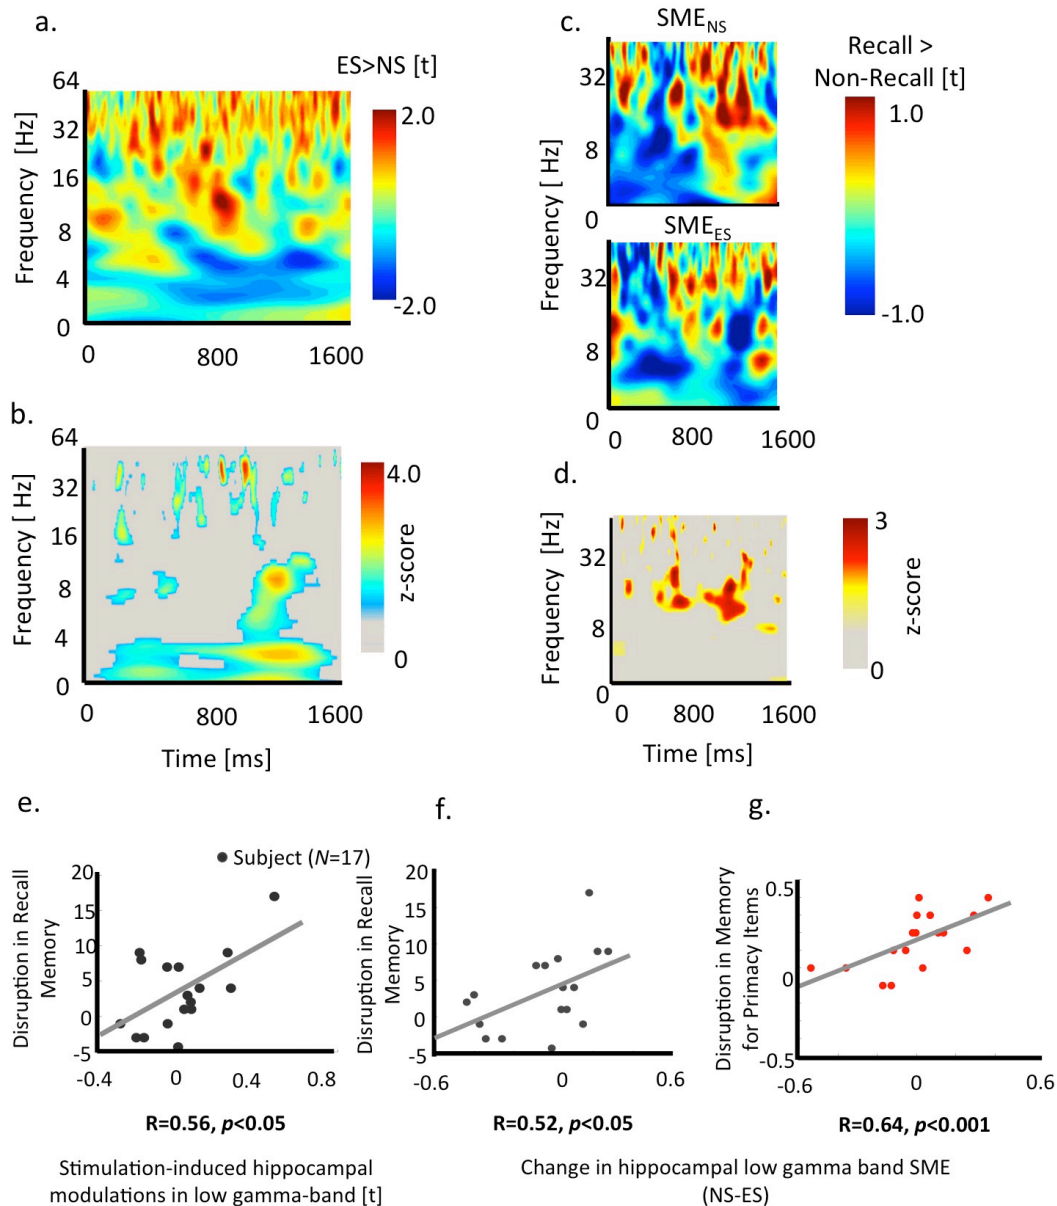 a.
ES>NS [t]
64
32
16
8
4
0
Frequency [Hz]
2.0
-2.0
0
800
1600
b.
64
32
16
8
4
0
Frequency [ Hz]
4.0
z-score
0
0
800
1600
Time [ms]
c.
SME_NS
Recall >
Non-Recall [t]
32
8
0
1.0
-1.0
SME_ES
Frequency [ Hz]
32
8
0
0
800
1600
d.
32
8
0
Frequency [Hz]
3
z-score
0
0
800
1600
Time [ms]
e.
Subject (N=17)
Disruption in Recall
Memory
20
15
10
5
0
-5
-0.4
0
0.4
0.8
R=0.56, p<0.05
Stimulation-induced hippocampal
modulations in low gamma-band [t]
f.
Disruption in Recall
Memory
20
15
10
5
0
-5
-0.6
0
0.6
R=0.52, p<0.05
g.
Disruption in Memory
for Primacy Items
0.5
0
-0.5
-0.6
0
0.6
R=0.64, p<0.001
Change in hippocampal low gamma band SME
(NS-ES)